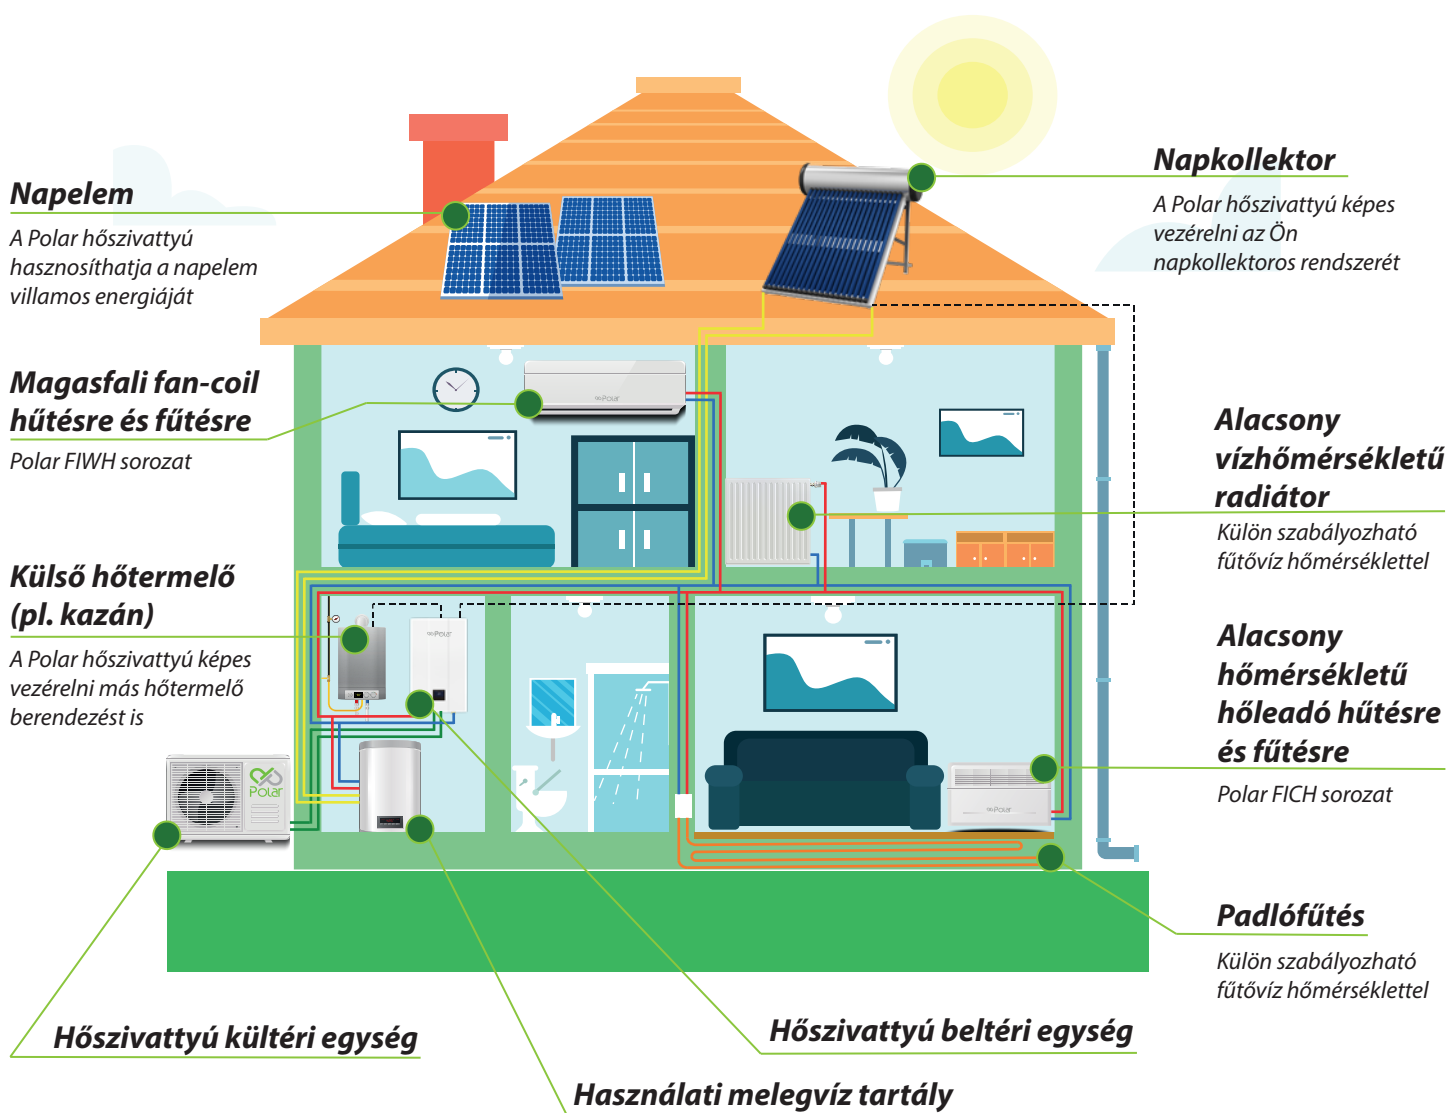 Napelem
A Polar hőszivattyú
hasznosíthatja a napelem
villamos energiáját
Napkollektor
A Polar hőszivattyú képes
vezérelni az Ön
napkollektoros rendszerét
Magasfali fan-coil
hűtésre és fűtésre
Polar FIWH sorozat
Polar
Alacsony
vízhőmérsékletű
radiátor
Külön szabályozható
fűtővíz hőmérséklettel
Külső hőtermelő
(pl. kazán)
A Polar hőszivattyú képes
vezérelni más hőtermelő
berendezést is
Polar
Alacsony
hőmérsékletű
hőleadó hűtésre
és fűtésre
Polar FICH sorozat
Polar
Polar
Padlófűtés
Külön szabályozható
fűtővíz hőmérséklettel
Hőszivattyú kültéri egység
Hőszivattyú beltéri egység
Használati melegvíz tartály